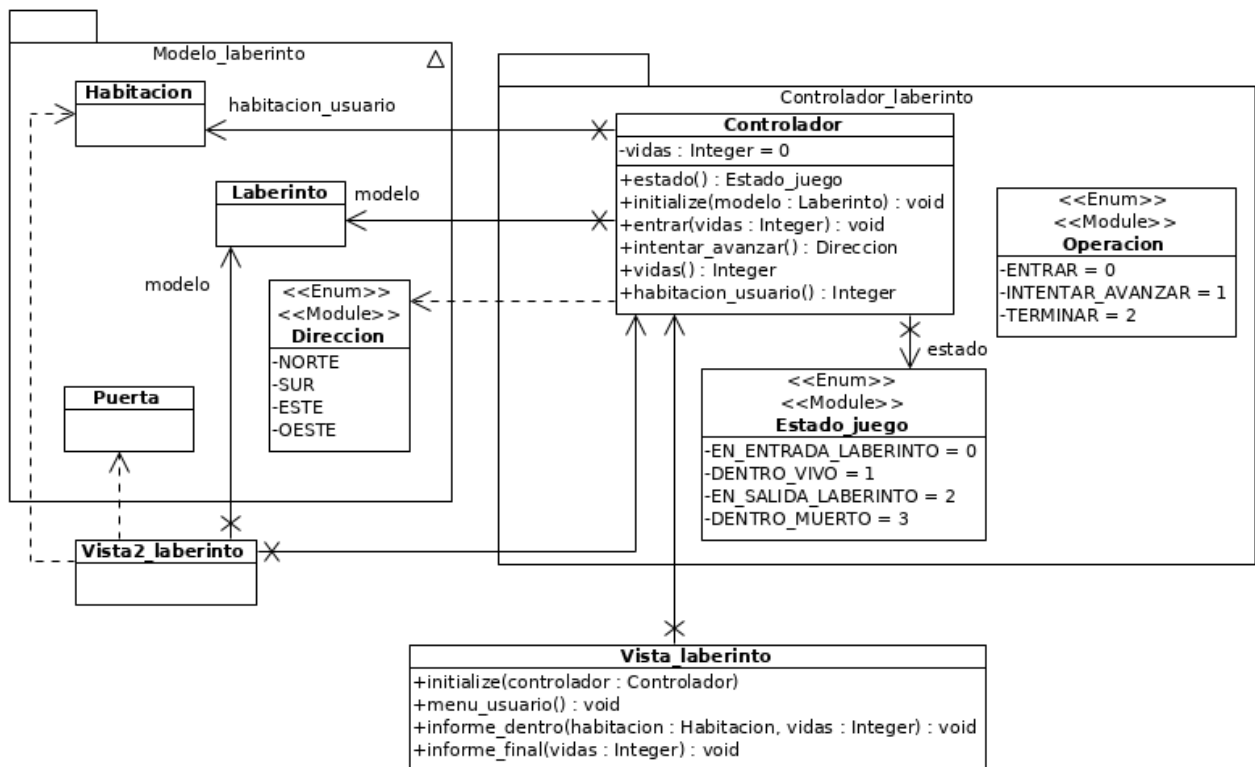 Modelo_laberinto
Habitacion
habitacion_usuario
Laberinto
modelo
modelo
<<Enum>>
<<Module>>
Direccion
-NORTE
-SUR
-ESTE
-OESTE
Puerta
Vista2_laberinto
Controlador_laberinto
Controlador
-vidas : Integer = 0
+estado() : Estado_juego
+initialize(modelo : Laberinto) : void
+entrar(vidas : Integer) : void
+intentar_avanzar() : Direccion
+vidas() : Integer
+habitacion_usuario() : Integer
<<Enum>>
<<Module>>
Operacion
-ENTRAR = 0
-INTENTAR_AVANZAR = 1
-TERMINAR = 2
estado
<<Enum>>
<<Module>>
Estado_juego
-EN_ENTRADA_LABERINTO = 0
-DENTRO_VIVO = 1
-EN_SALIDA_LABERINTO = 2
-DENTRO_MUERTO = 3
Vista_laberinto
+initialize(controlador : Controlador)
+menu_usuario() : void
+informe_dentro(habitacion : Habitacion, vidas : Integer) : void
+informe_final(vidas : Integer) : void